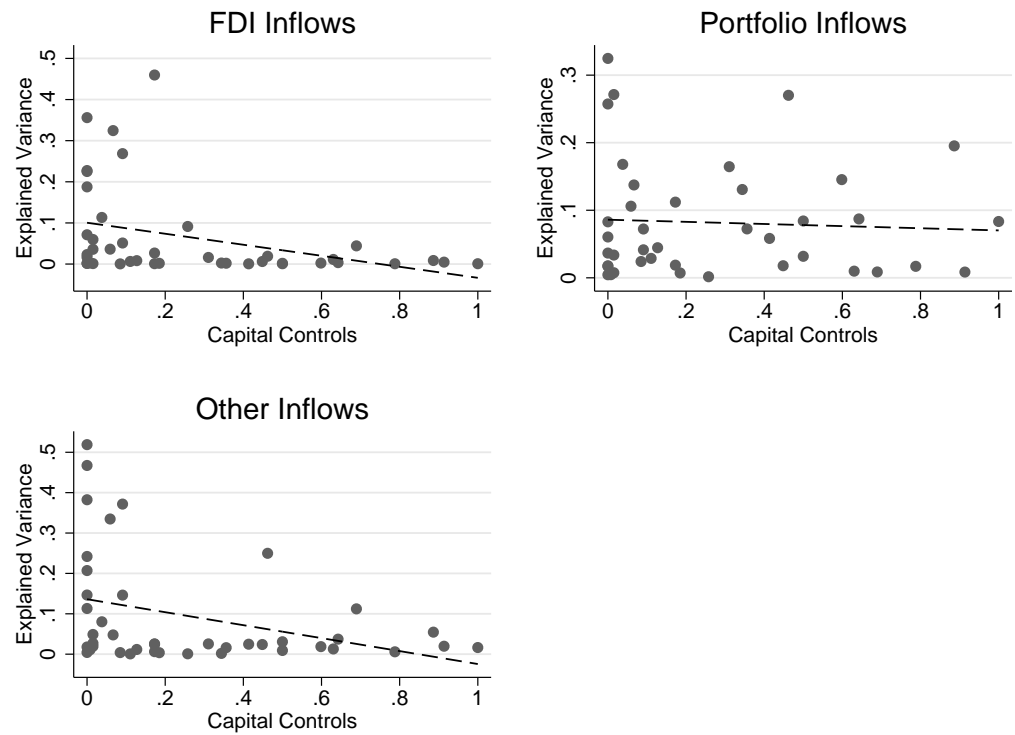 FDI Inflows
Explained Variance
0 .1 .2 .3 .4 .5
0 .2 .4 .6 .8 1
Capital Controls
Portfolio Inflows
Explained Variance
0 .1 .2 .3
0 .2 .4 .6 .8 1
Capital Controls
Other Inflows
Explained Variance
0 .1 .2 .3 .4 .5
0 .2 .4 .6 .8 1
Capital Controls